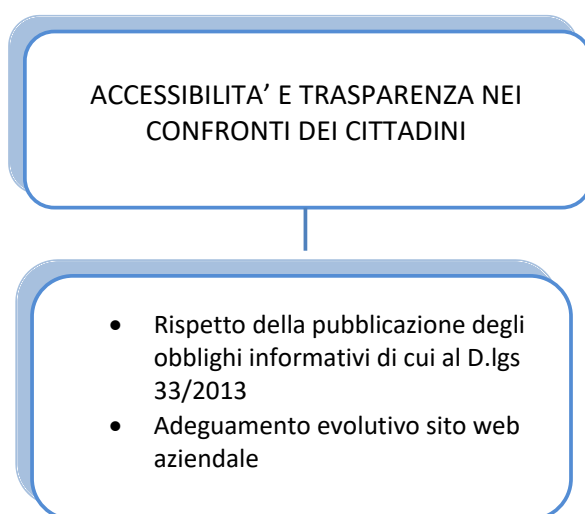 ACCESSIBILITA’ E TRASPARENZA NEI
CONFRONTI DEI CITTADINI
• Rispetto della pubblicazione degli
obblighi informativi di cui al D.lgs
33/2013
• Adeguamento evolutivo sito web
aziendale